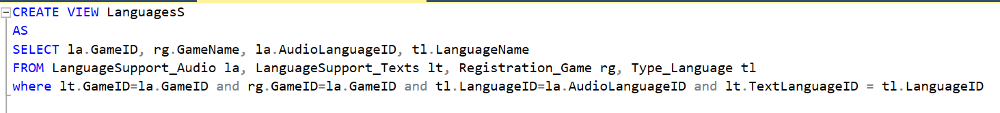 CREATE VIEW LanguagesS
AS
SELECT la.GameID, rg.GameName, la.AudioLanguageID, tl.LanguageName
FROM LanguageSupport_Audio la, LanguageSupport_Texts lt, Registration_Game rg, Type_Language tl
where lt.GameID=la.GameID and rg.GameID=la.GameID and tl.LanguageID=la.AudioLanguageID and lt.TextLanguageID = tl.LanguageID